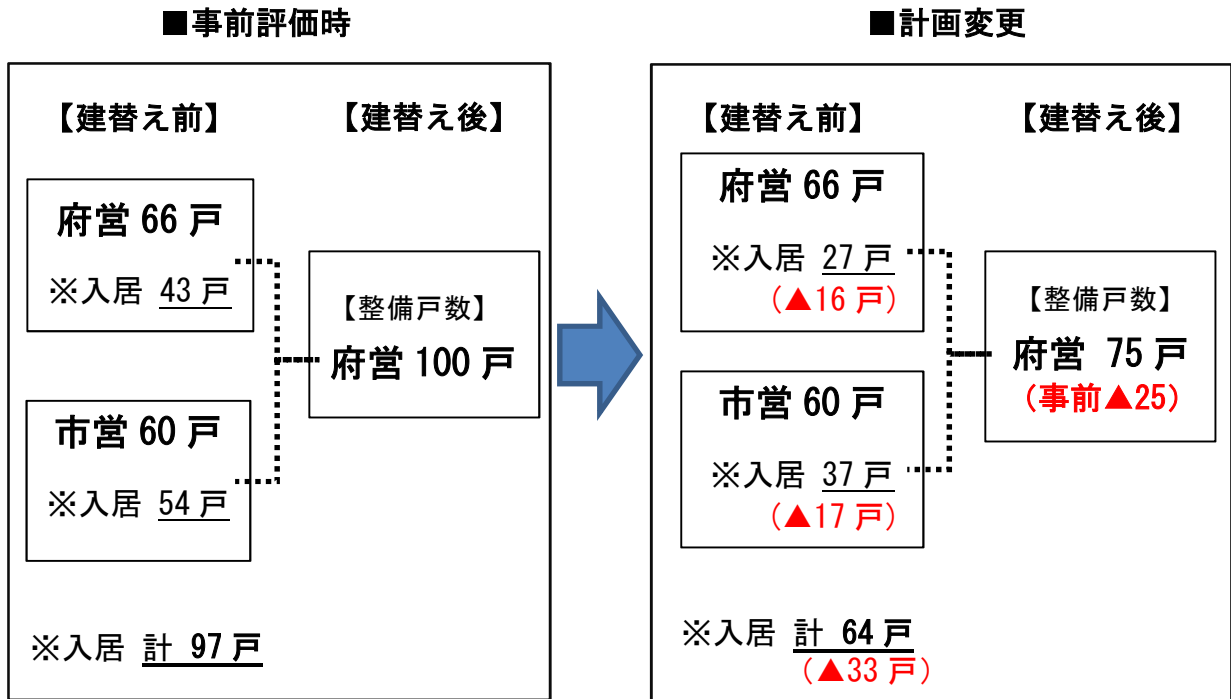 ■事前評価時
【建替え前】 【建替え後】
府営 66 戸
※入居 43 戸
【整備戸数】
府営 100 戸
市営 60 戸
※入居 54 戸
※入居 計 97 戸
■計画変更
【建替え前】 【建替え後】
府営 66 戸
※入居 27 戸
(▲16 戸)
【整備戸数】
府営 75 戸
(事前▲25)
市営 60 戸
※入居 37 戸
(▲17 戸)
※入居 計 64 戸
(▲33 戸)